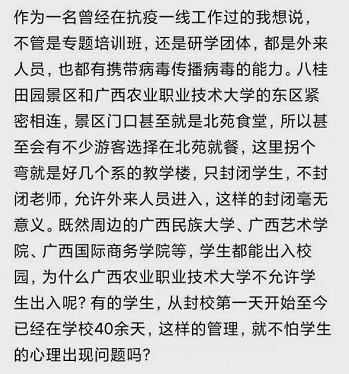 作为一名曾经在抗疫一线工作过的我想说，
不管是专题培训班，还是研学团体，都是外来
人员，也都有携带病毒传播病毒的能力。八桂
田园景区和广西农业职业技术大学的东区紧
密相连，景区门口甚至就是北苑食堂，所以甚
至会有不少游客选择在北苑就餐，这里拐个
弯就是好几个系的教学楼，只封闭学生，不封
闭老师，允许外来人员进入，这样的封闭毫无
意义。既然周边的广西民族大学、广西艺术学
院、广西国际商务学院等，学生都能出入校
园，为什么广西农业职业技术大学不允许学
生出入呢？有的学生，从封校第一天开始至今
已经在学校40余天，这样的管理，就不怕学生
的心理出现问题吗？